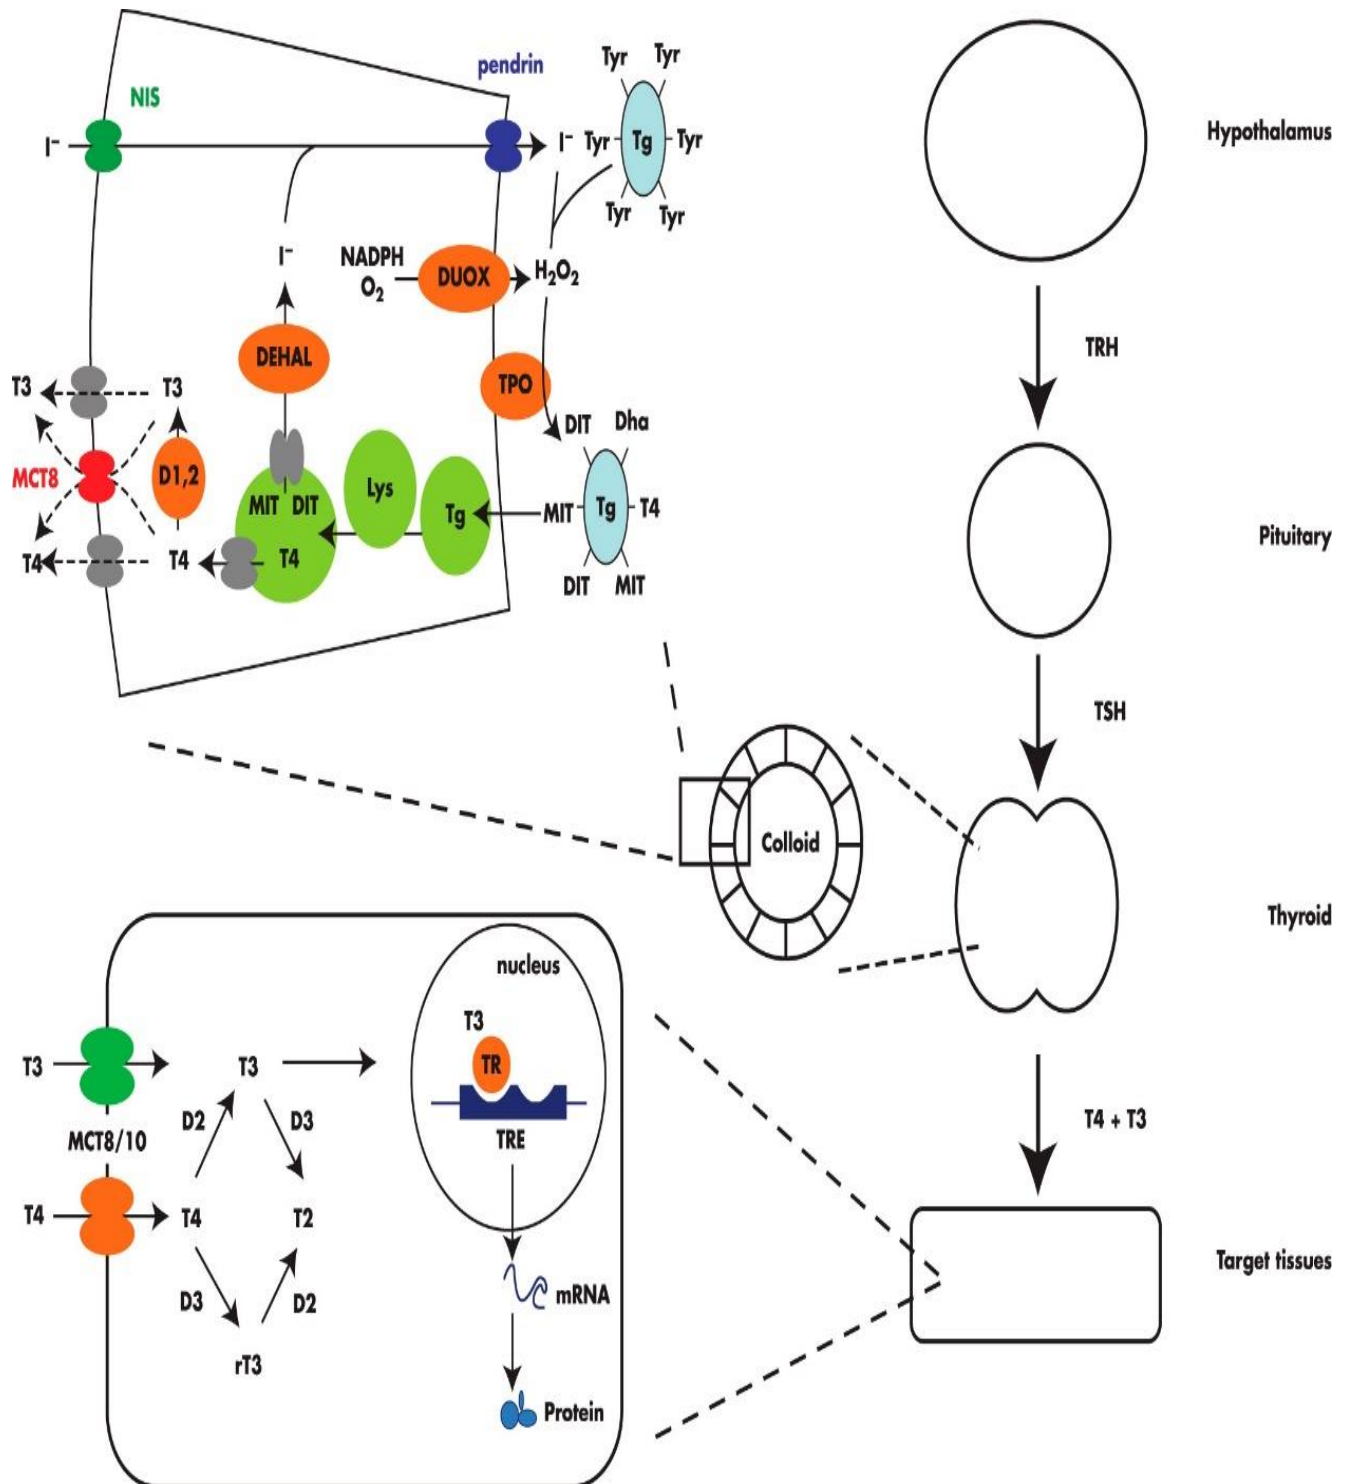 pendrin
NIS
I⁻
I⁻
Tyr
Tyr
Tyr
Tg
Tyr
Tyr
Tyr
I⁻
NADPH
O₂
DUOX
H₂O₂
DEHAL
TPO
T3
T3
MCT8
D1,2
MIT DIT
Lys
Tg
T4
T4
T4
DIT
Dha
MIT
Tg
T4
DIT
MIT
Hypothalamus
TRH
Pituitary
TSH
Colloid
Thyroid
T4 + T3
Target tissues
nucleus
T3
TR
TRE
T3
T3
D2
D3
MCT8/10
T4
T4
T2
D3
D2
rT3
mRNA
Protein